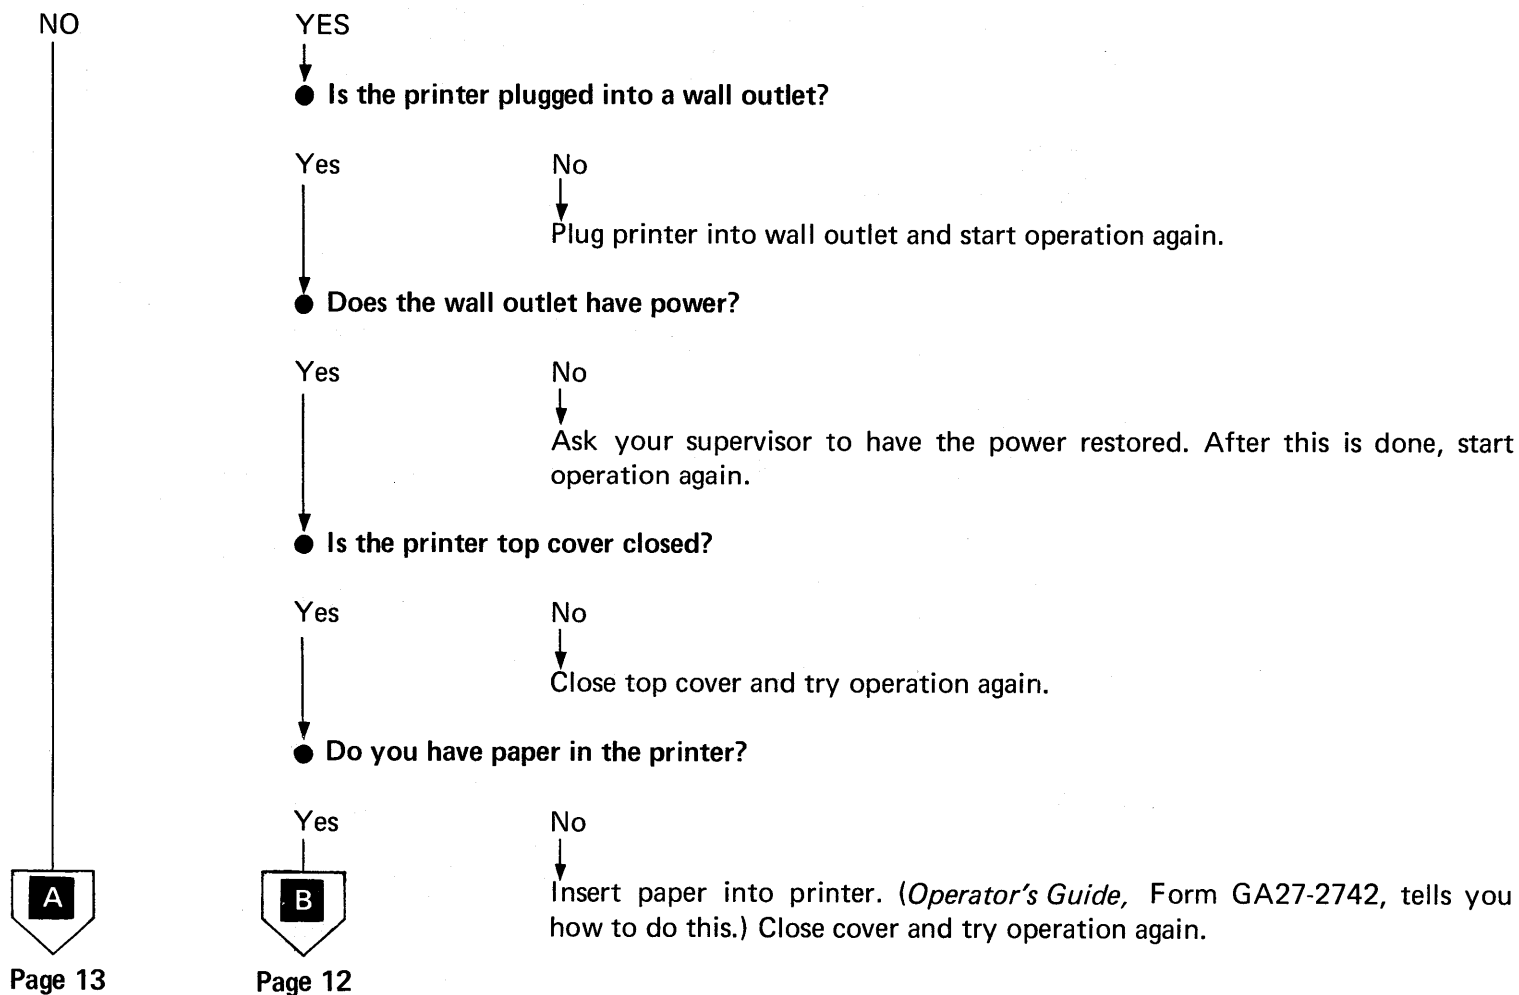 NO YES
Is the printer plugged into a wall outlet?
Yes No
Plug printer into wall outlet and start operation again.
Does the wall outlet have power?
Yes No
Ask your supervisor to have the power restored. After this is done, start
operation again.
Is the printer top cover closed?
Yes No
Close top cover and try operation again.
Do you have paper in the printer?
Yes No
Insert paper into printer. (Operator's Guide, Form GA27-2742, tells you
how to do this.) Close cover and try operation again.
A B
Page 13 Page 12